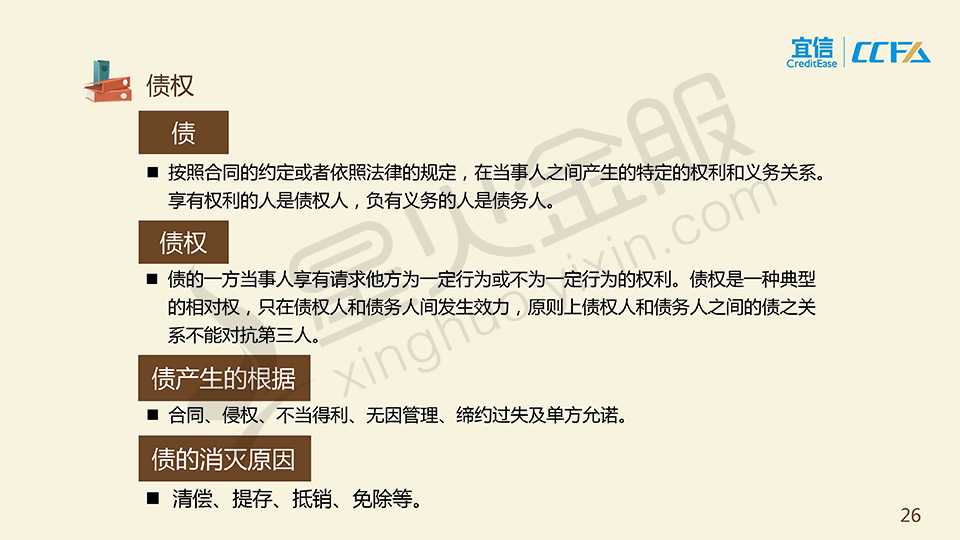 宜信
CreditEase
CCFA
债权
债
■ 按照合同的约定或者依照法律的规定，在当事人之间产生的特定的权利和义务关系。
享有权利的人是债权人，负有义务的人是债务人。
债权
■ 债的一方当事人享有请求他方为一定行为或不为一定行为的权利。债权是一种典型
的相对权，只在债权人和债务人间发生效力，原则上债权人和债务人之间的债之关
系不能对抗第三人。
债产生的根据
■ 合同、侵权、不当得利、无因管理、缔约过失及单方允诺。
债的消灭原因
■ 清偿、提存、抵销、免除等。
星火金服
xinghuo.yixin.com
26